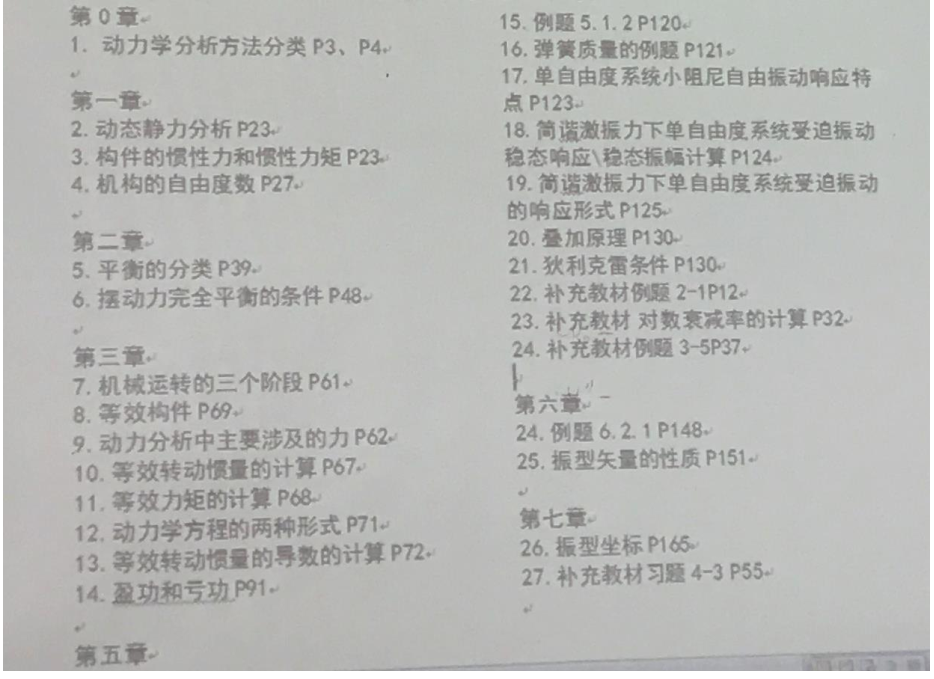 第0章
1. 动力学分析方法分类 P3、P4
第一章
2. 动态静力分析 P23
3. 构件的惯性力和惯性力矩 P23
4. 机构的自由度数 P27
第二章
5. 平衡的分类 P39
6. 摆动力完全平衡的条件 P48
第三章
7. 机械运转的三个阶段 P61
8. 等效构件 P69
9. 动力分析中主要涉及的力 P62
10. 等效转动惯量的计算 P67
11. 等效力矩的计算 P68
12. 动力学方程的两种形式 P71
13. 等效转动惯量的导数的计算 P72
14. 盈功和亏功 P91
第五章
15. 例题 5.1.2 P120
16. 弹簧质量的例题 P121
17. 单自由度系统小阻尼自由振动响应特
点 P123
18. 简谐激振力下单自由度系统受迫振动
稳态响应\稳态振幅计算 P124
19. 简谐激振力下单自由度系统受迫振动
的响应形式 P125
20. 叠加原理 P130
21. 狄利克雷条件 P130
22. 补充教材例题 2-1P12
23. 补充教材 对数衰减率的计算 P32
24. 补充教材例题 3-5P37
第六章
24. 例题 6.2.1 P148
25. 振型矢量的性质 P151
第七章
26. 振型坐标 P165
27. 补充教材习题 4-3 P55